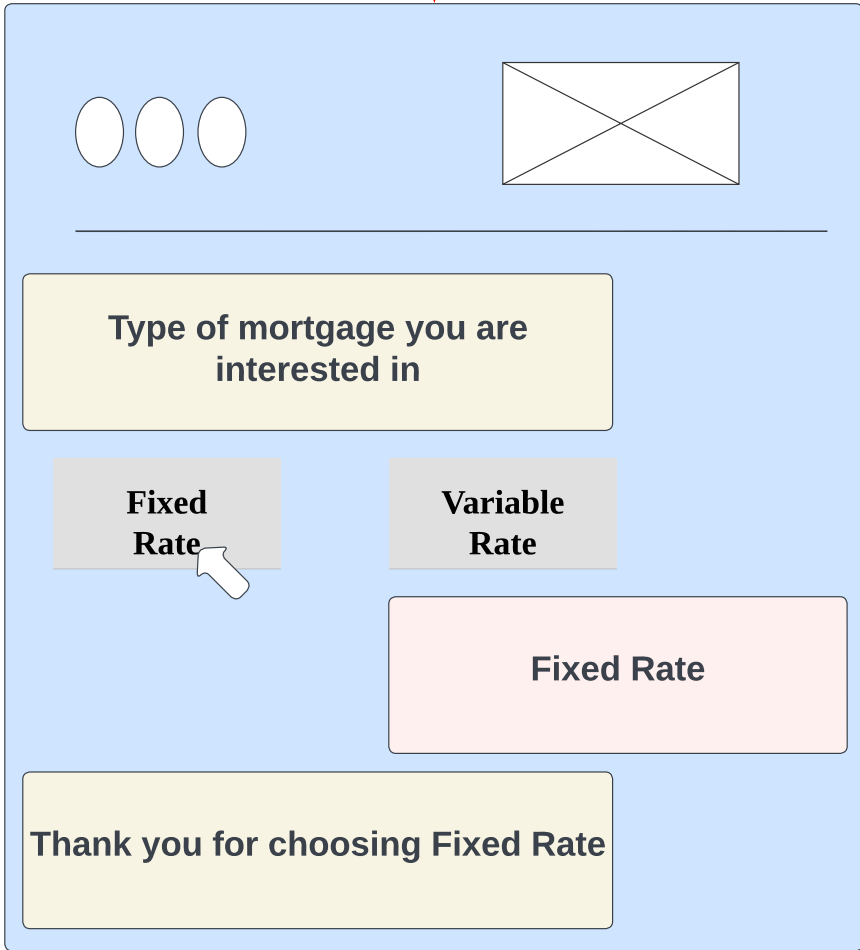 Type of mortgage you are
interested in
Fixed
Rate
Variable
Rate
Fixed Rate
Thank you for choosing Fixed Rate